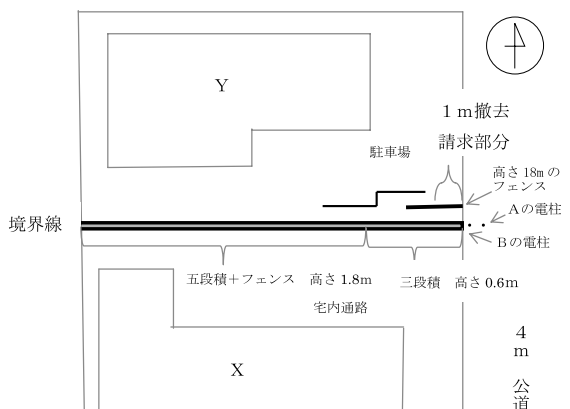 Y
1m撤去
請求部分
駐車場
高さ18mの
フェンス
Aの電柱
境界線
Bの電柱
五段積+フェンス 高さ1.8m
三段積 高さ0.6m
宅内通路
X
4m 公道